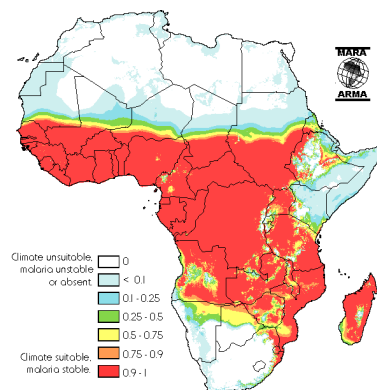 MARA
ARMA
Climate unsuitable,
malaria unstable
or absent.
0
< 0.1
0.1 - 0.25
0.25 - 0.5
0.5 - 0.75
0.75 - 0.9
0.9 - 1
Climate suitable,
malaria stable.